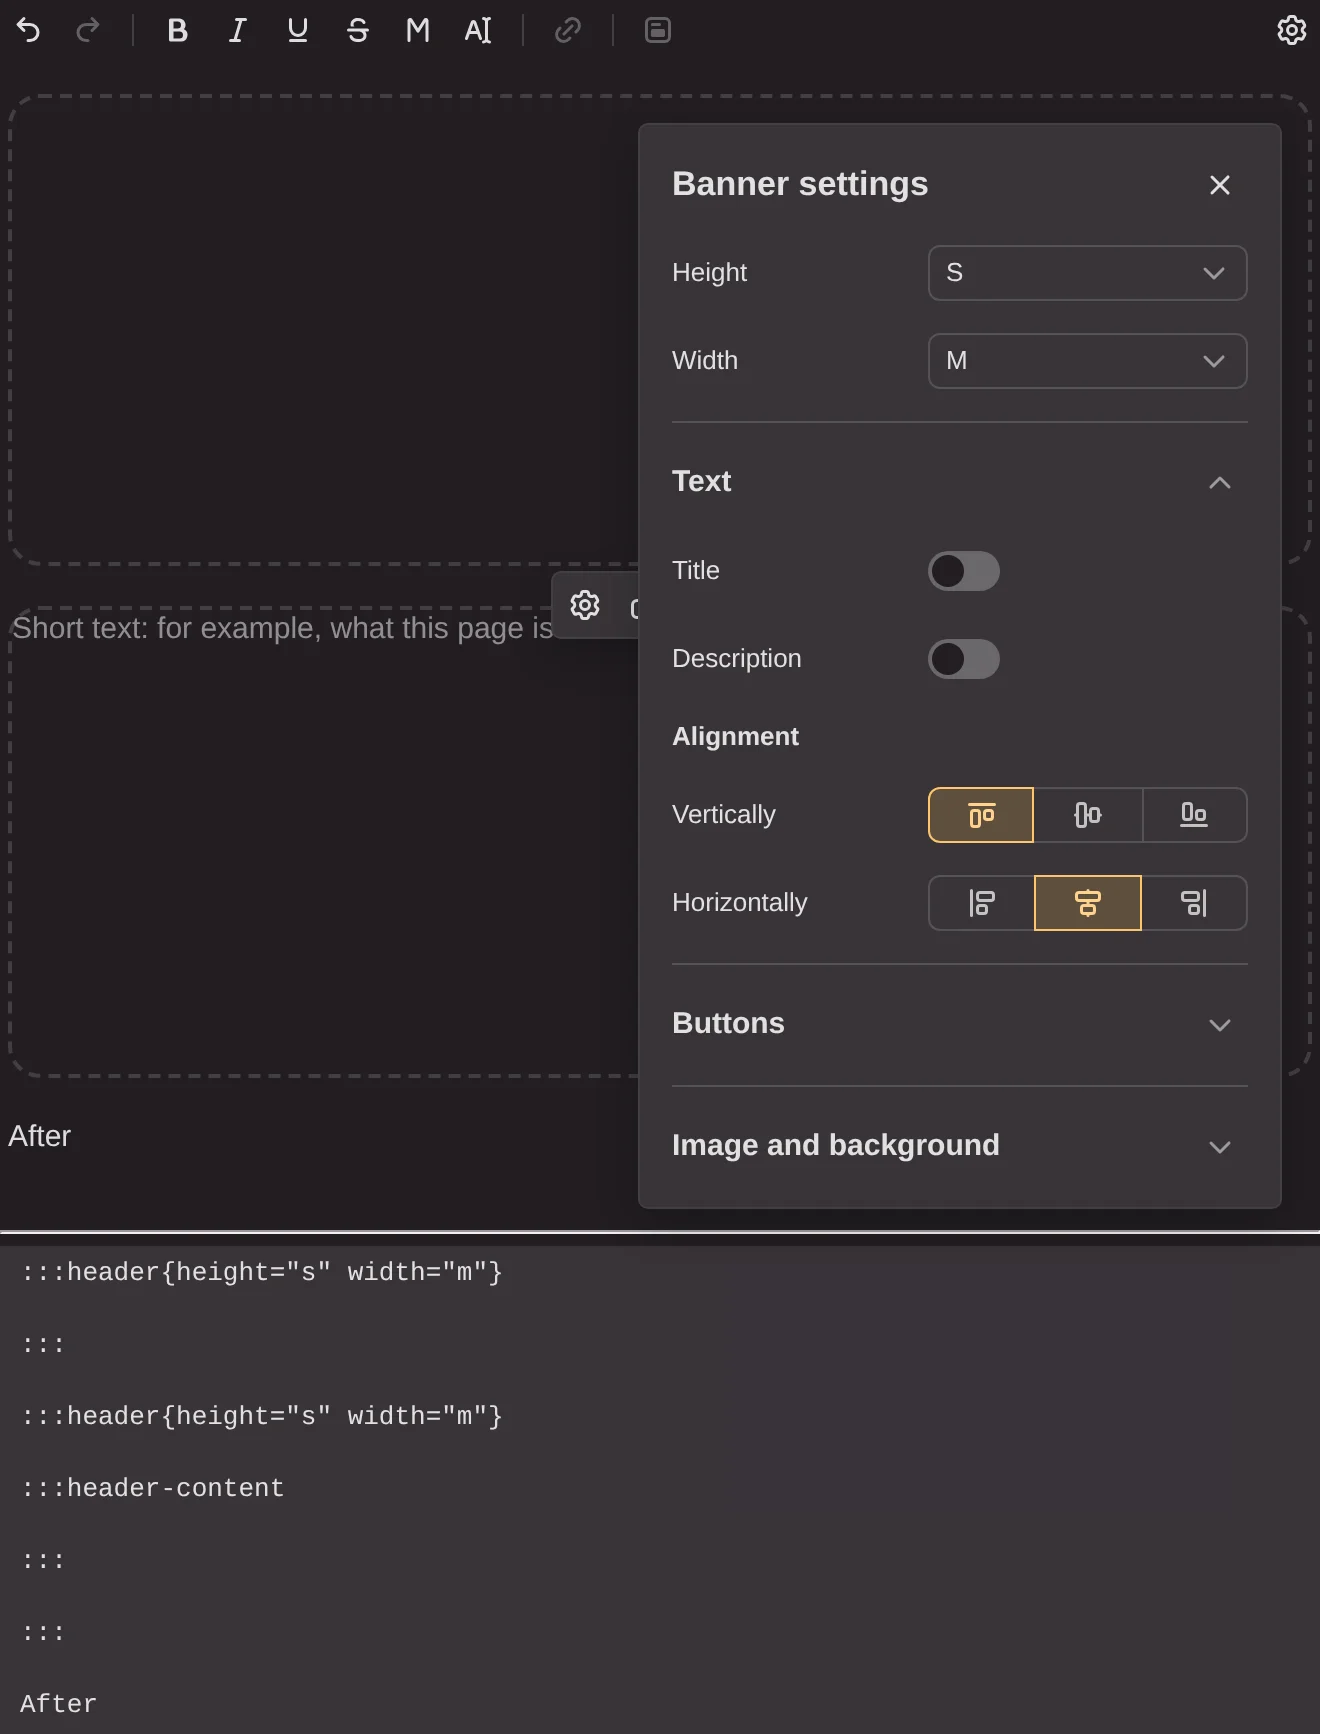 Banner settings
Height
S
Width
M
Text
Title
Short text: for example, what this page is
Description
Alignment
Vertically
Horizontally
Buttons
After
Image and background
:::header{height="s" width="m"}
:::
:::header{height="s" width="m"}
:::header-content
:::
:::
After